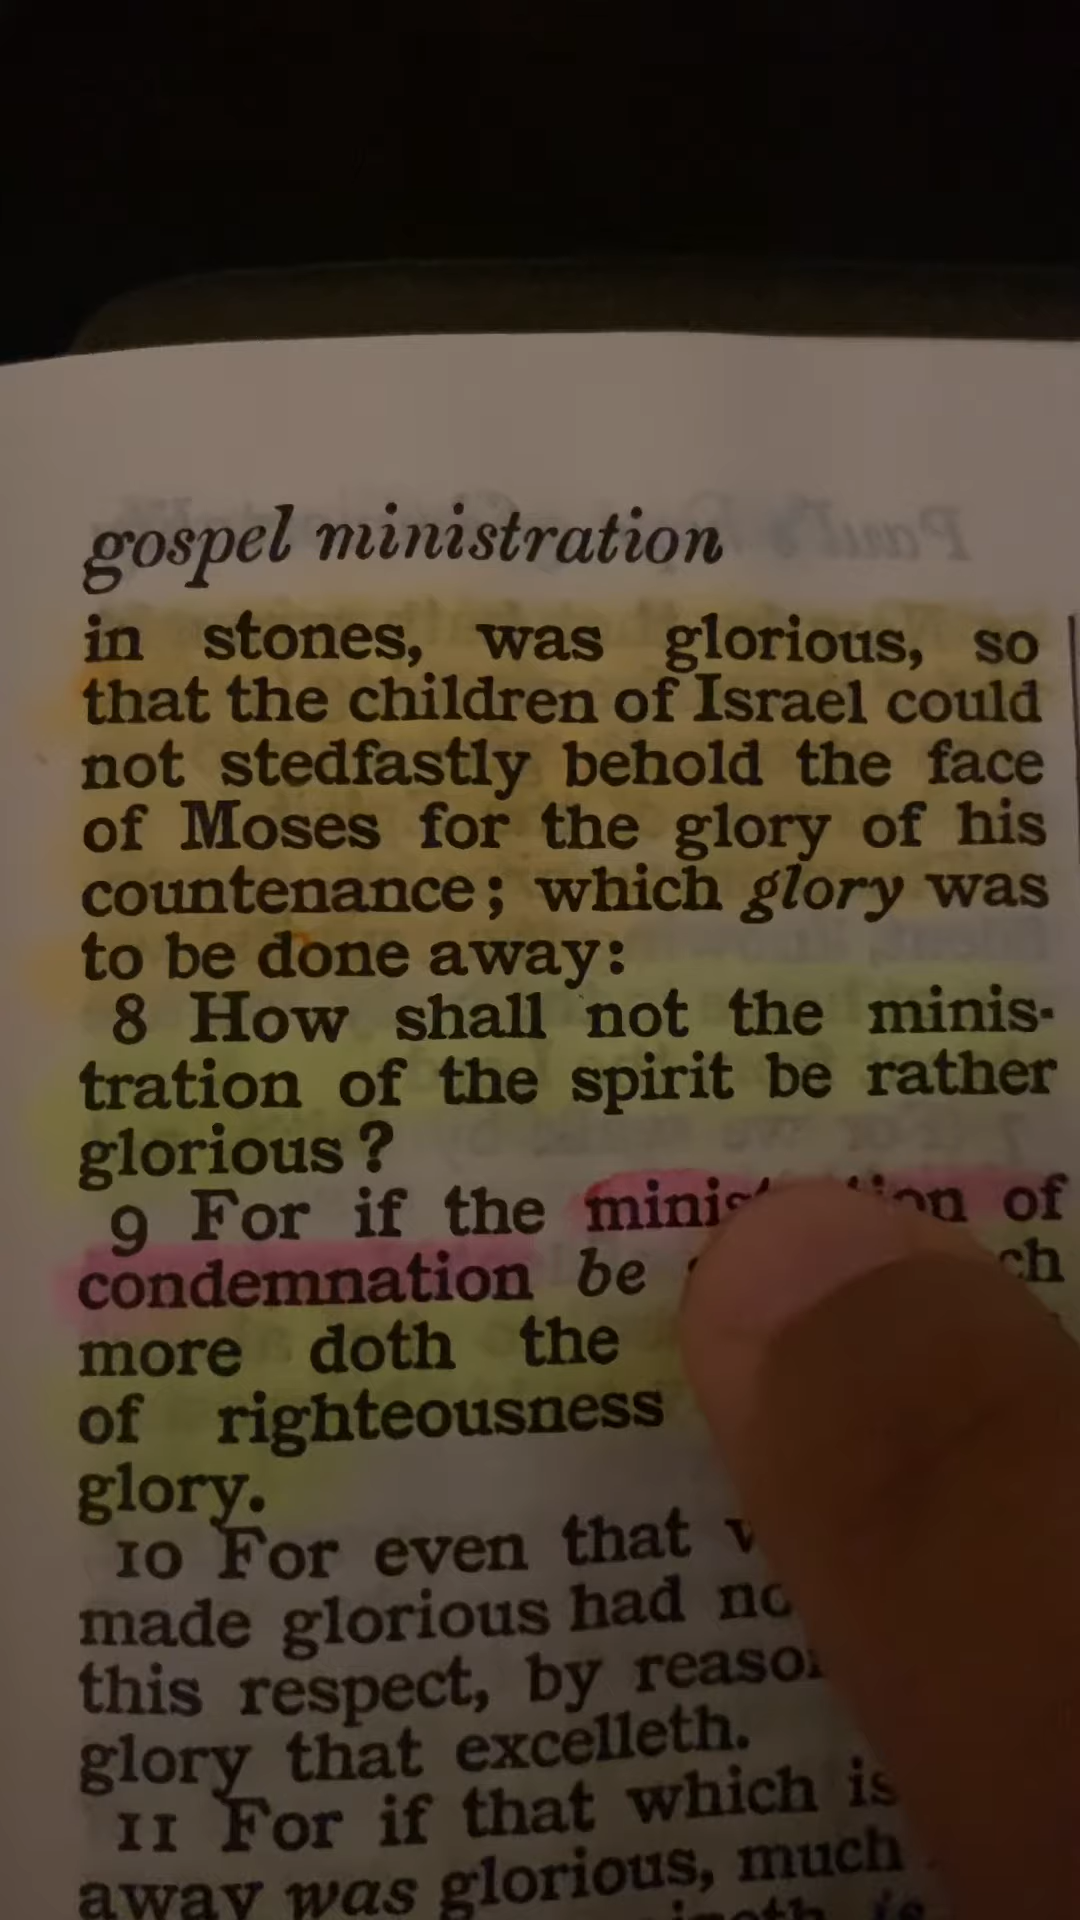 gospel ministration
in stones, was glorious, so
that the children of Israel could
not stedfastly behold the face
of Moses for the glory of his
countenance; which glory was
to be done away:
8 How shall not the minis-
tration of the spirit be rather
glorious?
9 For if the of
condemnation be
more doth the
of righteousness
glory.
10 For even that
made glorious had
this respect, by
glory that excelleth.
11 For if that which is
away was glorious, much